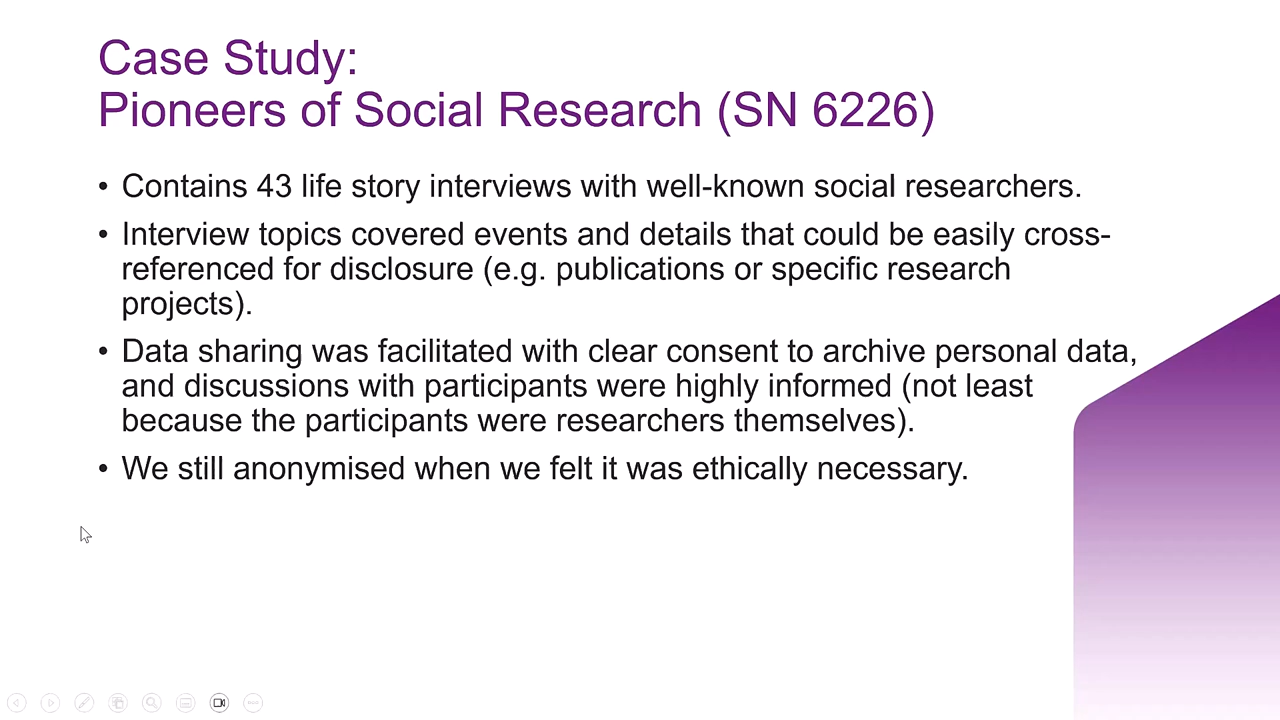 Case Study:
Pioneers of Social Research (SN 6226)
• Contains 43 life story interviews with well-known social researchers.
• Interview topics covered events and details that could be easily cross-
referenced for disclosure (e.g. publications or specific research
projects).
• Data sharing was facilitated with clear consent to archive personal data,
and discussions with participants were highly informed (not least
because the participants were researchers themselves).
• We still anonymised when we felt it was ethically necessary.